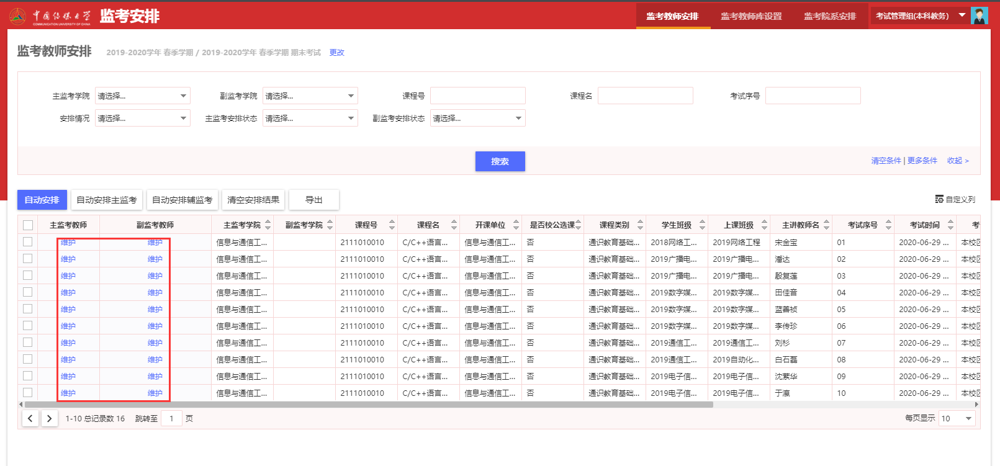 中国传媒大学 监考安排 监考教师安排 监考教师库设置 监考院系安排 考试管理组(本科教务)
COMMUNICATION UNIVERSITY OF CHINA
监考教师安排 2019-2020学年 春季学期 / 2019-2020学年 春季学期 期末考试 更改
主监考学院 请选择... 副监考学院 请选择... 课程号 课程名 考试序号
安排情况 请选择... 主监考安排状态 请选择... 副监考安排状态 请选择...
搜索 清空条件 | 更多条件 收起 >
自动安排 自动安排主监考 自动安排辅监考 清空安排结果 导出 自定义列
主监考教师 副监考教师 主监考学院 副监考学院 课程号 课程名 开课单位 是否校公选课 课程类别 学生班级 上课班级 主讲教师名 考试序号 考试时间 考
维护 维护 信息与通信工... 2111010010 C/C++语言... 信息与通信工... 否 通识教育基础... 2018网络工... 2019网络工程 宋金宝 01 2020-06-29 ... 本校区
维护 维护 信息与通信工... 2111010010 C/C++语言... 信息与通信工... 否 通识教育基础... 2019广播电... 2019广播电... 潘达 02 2020-06-29 ... 本校区
维护 维护 信息与通信工... 2111010010 C/C++语言... 信息与通信工... 否 通识教育基础... 2019广播电... 2019广播电... 殷复莲 03 2020-06-29 ... 本校区
维护 维护 信息与通信工... 2111010010 C/C++语言... 信息与通信工... 否 通识教育基础... 2019数字媒... 2019数字媒... 田佳音 04 2020-06-29 ... 本校区
维护 维护 信息与通信工... 2111010010 C/C++语言... 信息与通信工... 否 通识教育基础... 2019数字媒... 2019数字媒... 蓝善祯 05 2020-06-29 ... 本校区
维护 维护 信息与通信工... 2111010010 C/C++语言... 信息与通信工... 否 通识教育基础... 2019数字媒... 2019数字媒... 李传珍 06 2020-06-29 ... 本校区
维护 维护 信息与通信工... 2111010010 C/C++语言... 信息与通信工... 否 通识教育基础... 2019通信工... 2019通信工... 刘杉 07 2020-06-29 ... 本校区
维护 维护 信息与通信工... 2111010010 C/C++语言... 信息与通信工... 否 通识教育基础... 2019通信工... 2019自动化... 白石磊 08 2020-06-29 ... 本校区
维护 维护 信息与通信工... 2111010010 C/C++语言... 信息与通信工... 否 通识教育基础... 2019电子信... 2019电子信... 沈萦华 09 2020-06-29 ... 本校区
维护 维护 信息与通信工... 2111010010 C/C++语言... 信息与通信工... 否 通识教育基础... 2019电子信... 2019电子信... 于瀛 10 2020-06-29 ... 本校区
1-10 总记录数 16 跳转至 1 页 每页显示 10